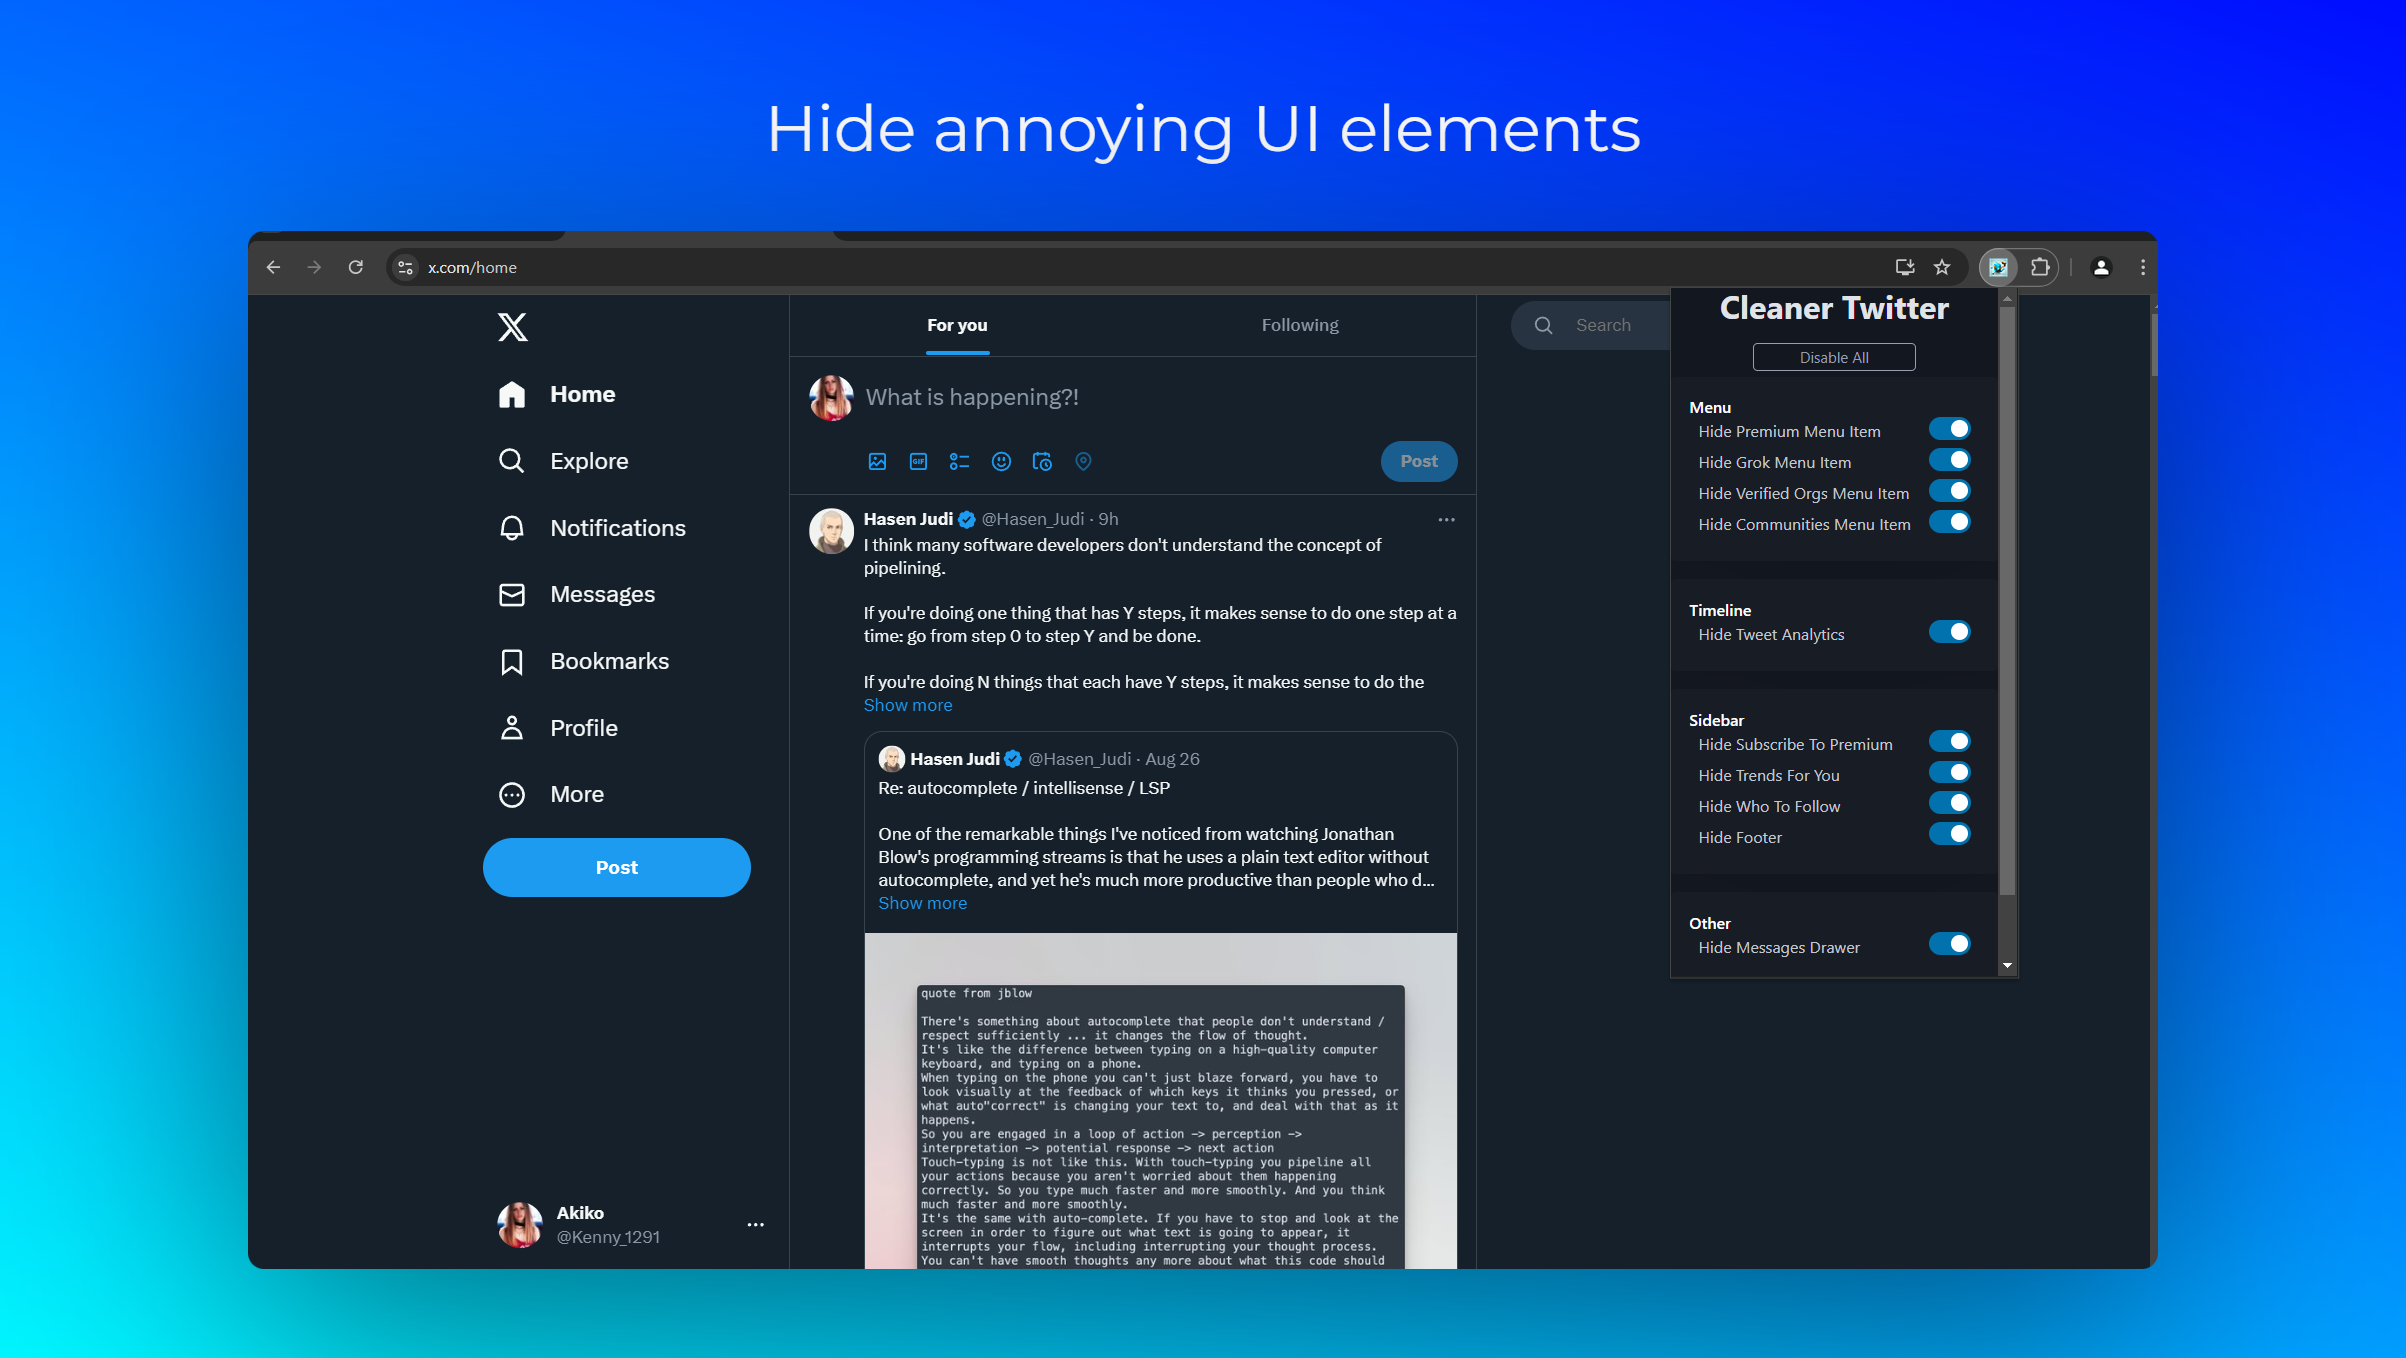 Hide annoying UI elements
x.com/home
Home
Explore
Notifications
Messages
Bookmarks
Profile
More
Post
Akiko
@Kenny_1291
For you
Following
What is happening?!
GIF
Post
Hasen Judi @Hasen_Judi · 9h
I think many software developers don't understand the concept of
pipelining.
If you're doing one thing that has Y steps, it makes sense to do one step at a
time: go from step 0 to step Y and be done.
If you're doing N things that each have Y steps, it makes sense to do the
Show more
Hasen Judi @Hasen_Judi · Aug 26
Re: autocomplete / intellisense / LSP
One of the remarkable things I've noticed from watching Jonathan
Blow's programming streams is that he uses a plain text editor without
autocomplete, and yet he's much more productive than people who d...
Show more
quote from jblow
There's something about autocomplete that people don't understand /
respect sufficiently ... it changes the flow of thought.
It's like the difference between typing on a high-quality computer
keyboard, and typing on a phone.
When typing on the phone you can't just blaze forward, you have to
look visually at the feedback of which keys it thinks you pressed, or
what auto"correct" is changing your text to, and deal with that as it
happens.
So you are engaged in a loop of action -> perception ->
interpretation -> potential response -> next action
Touch-typing is not like this. With touch-typing you pipeline all
your actions because you aren't worried about them happening
correctly. So you type much faster and more smoothly. And you think
much faster and more smoothly.
It's the same with auto-complete. If you have to stop and look at the
screen in order to figure out what text is going to appear, it
interrupts your flow, including interrupting your thought process.
You can't have smooth thoughts any more about what this code should
Search
Cleaner Twitter
Disable All
Menu
Hide Premium Menu Item
Hide Grok Menu Item
Hide Verified Orgs Menu Item
Hide Communities Menu Item
Timeline
Hide Tweet Analytics
Sidebar
Hide Subscribe To Premium
Hide Trends For You
Hide Who To Follow
Hide Footer
Other
Hide Messages Drawer